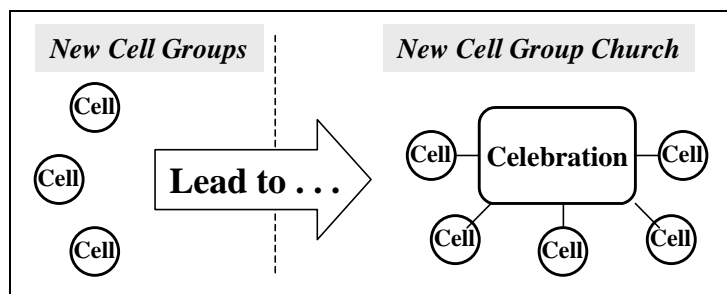 New Cell Groups
Cell
Cell
Cell
Lead to . . .
New Cell Group Church
Celebration
Cell
Cell
Cell
Cell
Cell